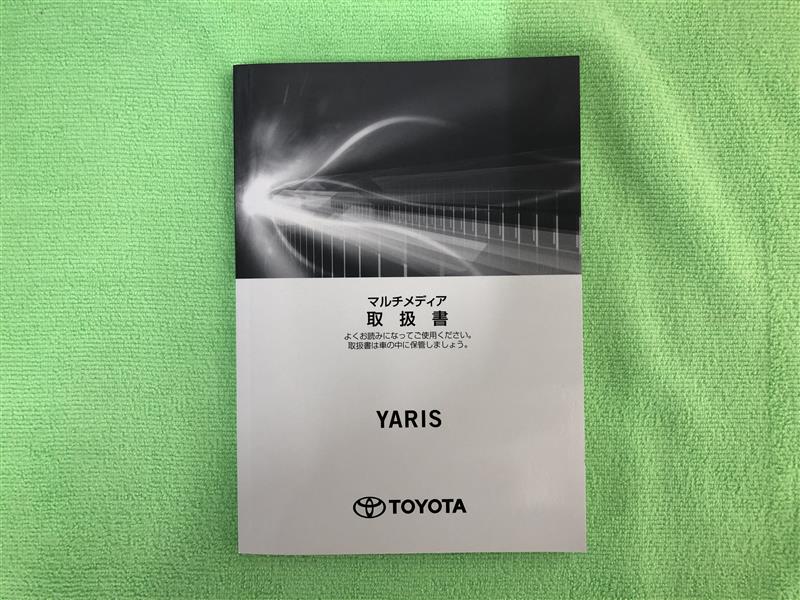 マルチメディア
取扱書
よくお読みになってご使用ください。
取扱書は車の中に保管しましょう。
YARIS
TOYOTA